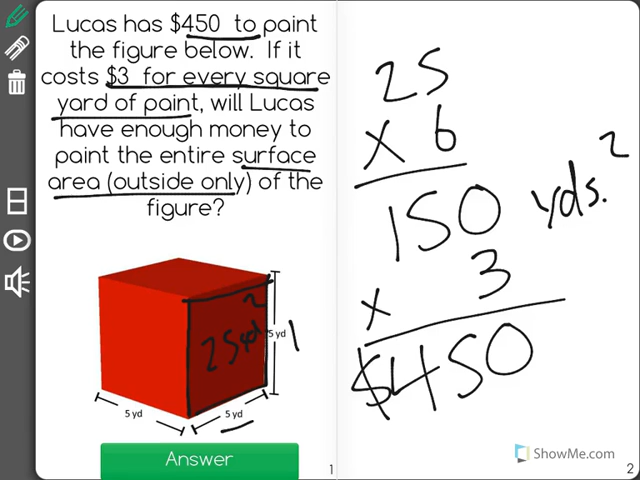 Lucas has $450 to paint
the figure below. If it
costs $3 for every square
yard of paint, will Lucas
have enough money to
paint the entire surface
area (outside only) of the
figure?
25 yd²
5 yd
5 yd
5 yd
Answer
1
25
x 6
150 yds.²
x 3
$450
ShowMe.com
2